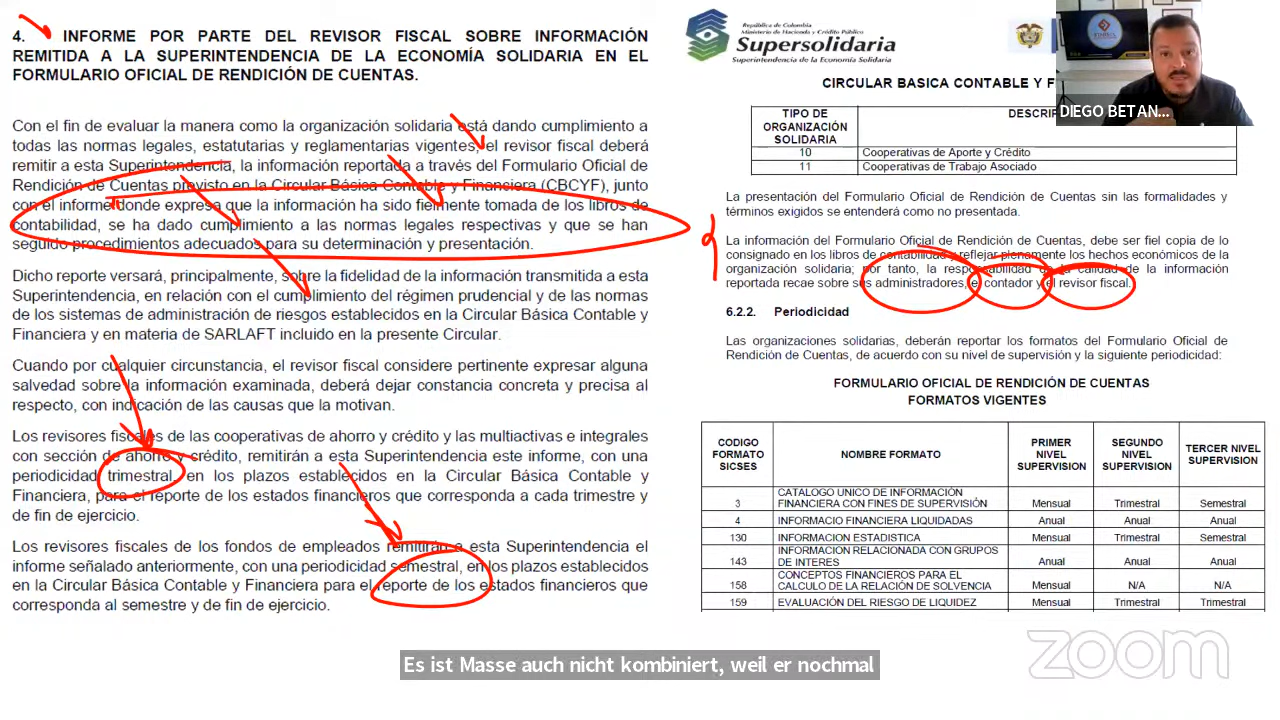 4. INFORME POR PARTE DEL REVISOR FISCAL SOBRE INFORMACIÓN
REMITIDA A LA SUPERINTENDENCIA DE LA ECONOMÍA SOLIDARIA EN EL
FORMULARIO OFICIAL DE RENDICIÓN DE CUENTAS.
Con el fin de evaluar la manera como la organización solidaria está dando cumplimiento a
todas las normas legales, estatutarias y reglamentarias vigentes, el revisor fiscal deberá
remitir a esta Superintendencia, la información reportada a través del Formulario Oficial de
Rendición de Cuentas previsto en la Circular Básica Contable y Financiera (CBCYF), junto
con el informe donde expresa que la información ha sido fielmente tomada de los libros de
contabilidad, se ha dado cumplimiento a las normas legales respectivas y que se han
seguido procedimientos adecuados para su determinación y presentación.
Dicho reporte versará, principalmente, sobre la fidelidad de la información transmitida a esta
Superintendencia, en relación con el cumplimiento del régimen prudencial y de las normas
de los sistemas de administración de riesgos establecidos en la Circular Básica Contable y
Financiera y en materia de SARLAFT incluido en la presente Circular.
Cuando por cualquier circunstancia, el revisor fiscal considere pertinente expresar alguna
salvedad sobre la información examinada, deberá dejar constancia concreta y precisa al
respecto, con indicación de las causas que la motivan.
Los revisores fiscales de las cooperativas de ahorro y crédito y las multiactivas e integrales
con sección de ahorro y crédito, remitirán a esta Superintendencia este informe, con una
periodicidad trimestral, en los plazos establecidos en la Circular Básica Contable y
Financiera, para el reporte de los estados financieros que corresponda a cada trimestre y
de fin de ejercicio.
Los revisores fiscales de los fondos de empleados remitirán a esta Superintendencia el
informe señalado anteriormente, con una periodicidad semestral, en los plazos establecidos
en la Circular Básica Contable y Financiera para el reporte de los estados financieros que
corresponda al semestre y de fin de ejercicio.
República de Colombia
Ministerio de Hacienda y Crédito Público
Supersolidaria
Superintendencia de la Economía Solidaria
DIEGO BETAN...
CIRCULAR BASICA CONTABLE Y F
TIPO DE ORGANIZACIÓN SOLIDARIA DESCRIP
10 Cooperativas de Aporte y Crédito
11 Cooperativas de Trabajo Asociado
La presentación del Formulario Oficial de Rendición de Cuentas sin las formalidades y
términos exigidos se entenderá como no presentada.
La información del Formulario Oficial de Rendición de Cuentas, debe ser fiel copia de lo
consignado en los libros de contabilidad y reflejar plenamente los hechos económicos de la
organización solidaria; por tanto, la responsabilidad de la calidad de la información
reportada recae sobre sus administradores, el contador y el revisor fiscal.
6.2.2. Periodicidad
Las organizaciones solidarias, deberán reportar los formatos del Formulario Oficial de
Rendición de Cuentas, de acuerdo con su nivel de supervisión y la siguiente periodicidad:
FORMULARIO OFICIAL DE RENDICIÓN DE CUENTAS
FORMATOS VIGENTES
CODIGO FORMATO SICSES NOMBRE FORMATO PRIMER NIVEL SUPERVISION SEGUNDO NIVEL SUPERVISION TERCER NIVEL SUPERVISION
3 CATALOGO UNICO DE INFORMACIÓN FINANCIERA CON FINES DE SUPERVISIÓN Mensual Trimestral Semestral
4 INFORMACIO FINANCIERA LIQUIDADAS Anual Anual Anual
130 INFORMACION ESTADISTICA Mensual Trimestral Semestral
143 INFORMACION RELACIONADA CON GRUPOS DE INTERES Anual Anual Anual
158 CONCEPTOS FINANCIEROS PARA EL CALCULO DE LA RELACIÓN DE SOLVENCIA Mensual N/A N/A
159 EVALUACIÓN DEL RIESGO DE LIQUIDEZ Mensual Trimestral Trimestral
Es ist Masse auch nicht kombiniert, weil er nochmal
zoom